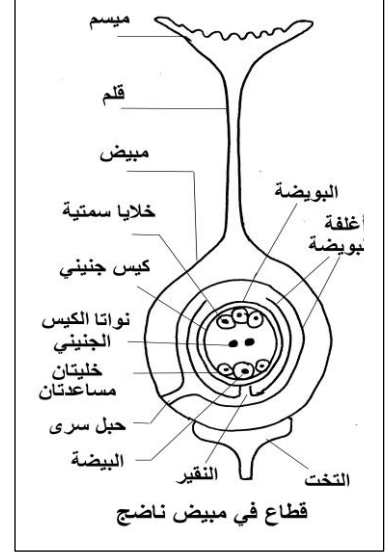 ميسم
قلم
مبيض
البويضة
خلايا سمتية
أغلفة
البويضة
كيس جنيني
نواتا الكيس
الجنيني
خليتان
مساعدتان
حبل سرى
البيضة
النقير
التخت
قطاع في مبيض ناضج